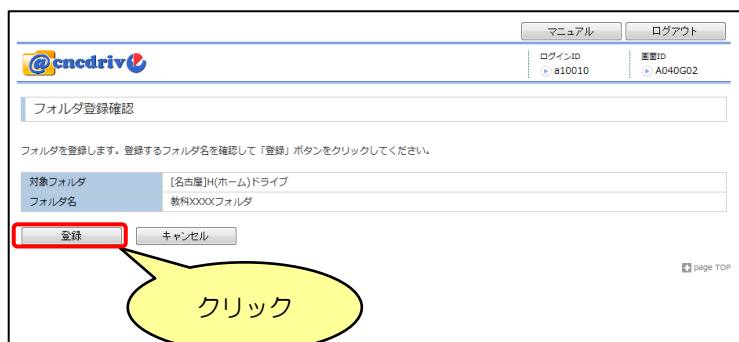 マニュアル ログアウト
@cncdrive ログインID 画面ID
a10010 A040G02
フォルダ登録確認
フォルダを登録します。登録するフォルダ名を確認して「登録」ボタンをクリックしてください。
対象フォルダ [名古屋]H(ホーム)ドライブ
フォルダ名 教科XXXXフォルダ
登録 キャンセル
page TOP
クリック